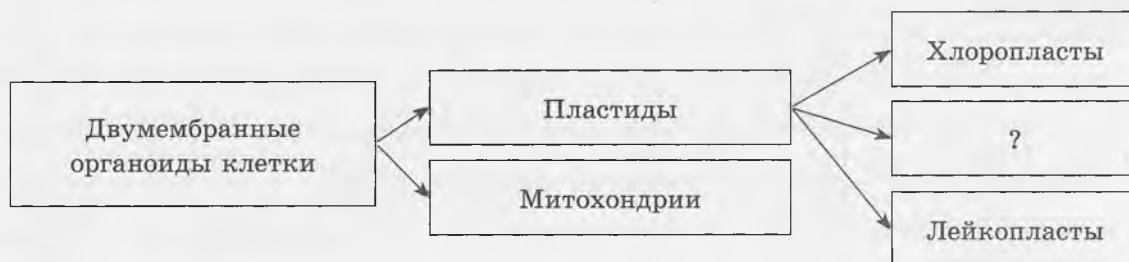 Двумембранные
органоиды клетки
Пластиды
Митохондрии
Хлоропласты
?
Лейкопласты